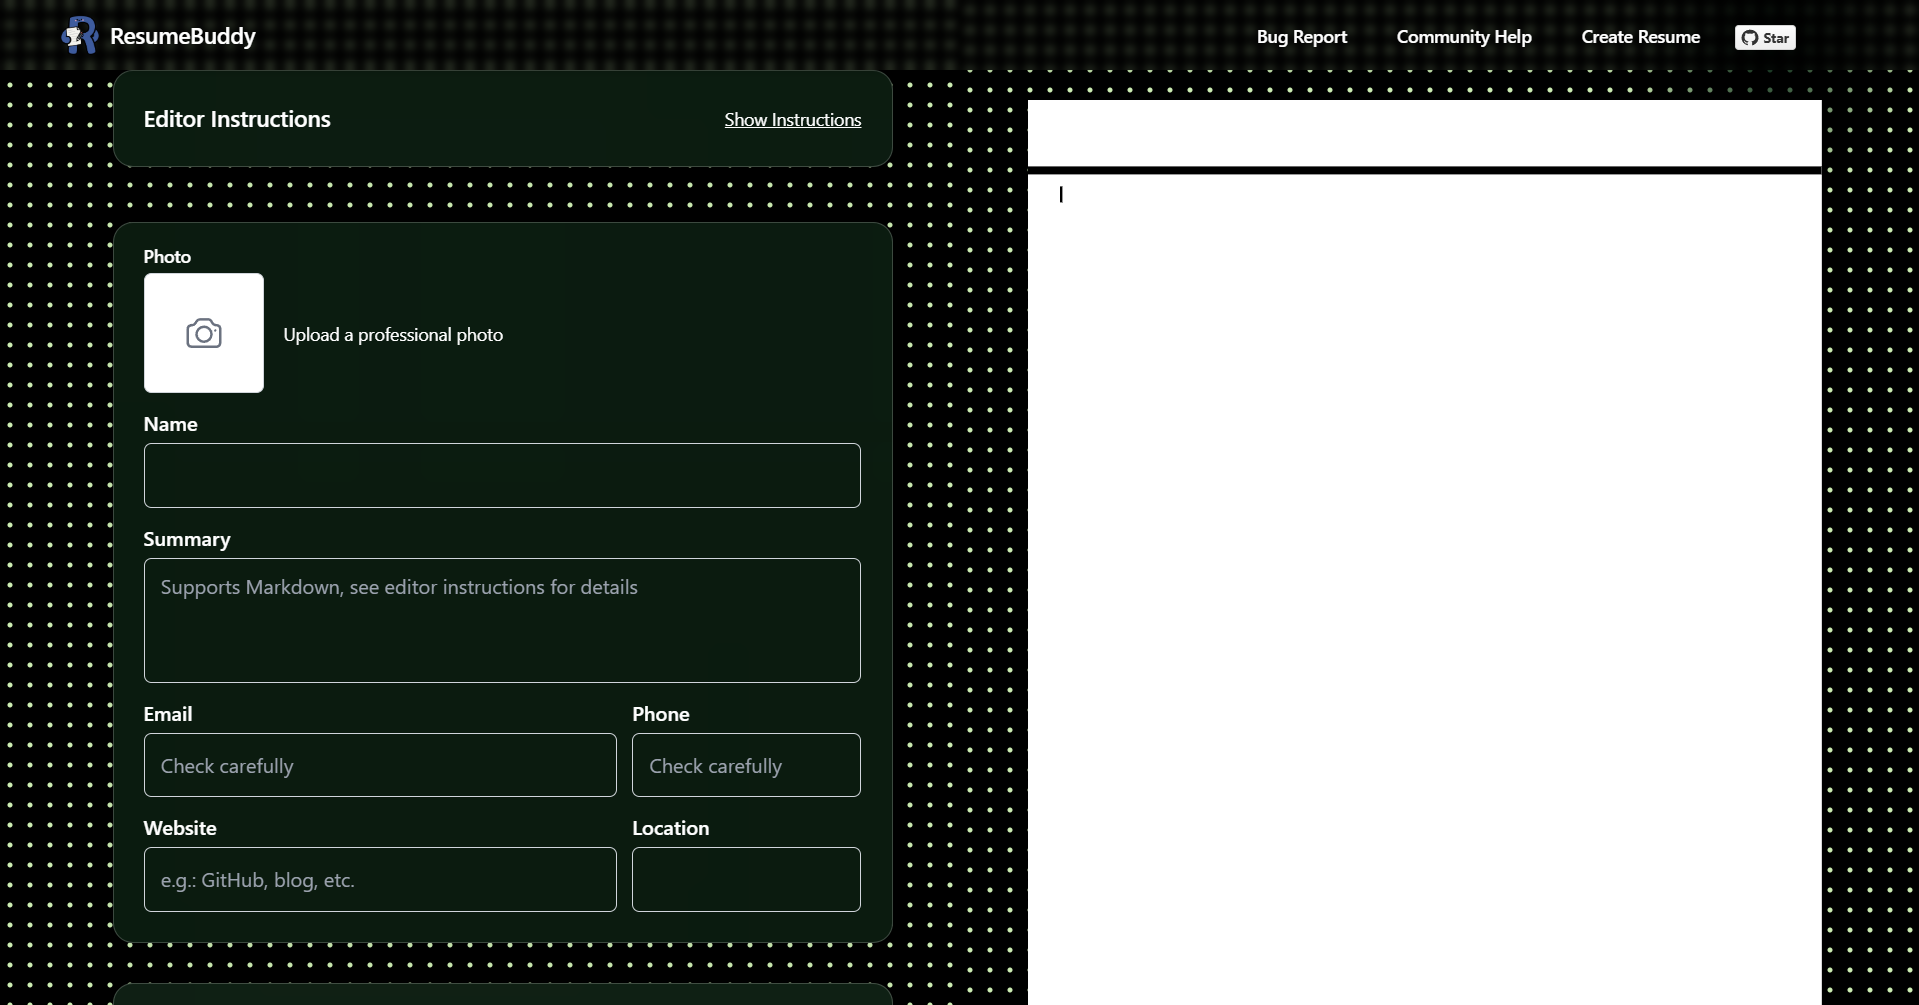 ResumeBuddy
Bug Report
Community Help
Create Resume
Star
Editor Instructions
Show Instructions
Photo
Upload a professional photo
Name
Summary
Supports Markdown, see editor instructions for details
Email
Phone
Check carefully
Check carefully
Website
Location
e.g.: GitHub, blog, etc.